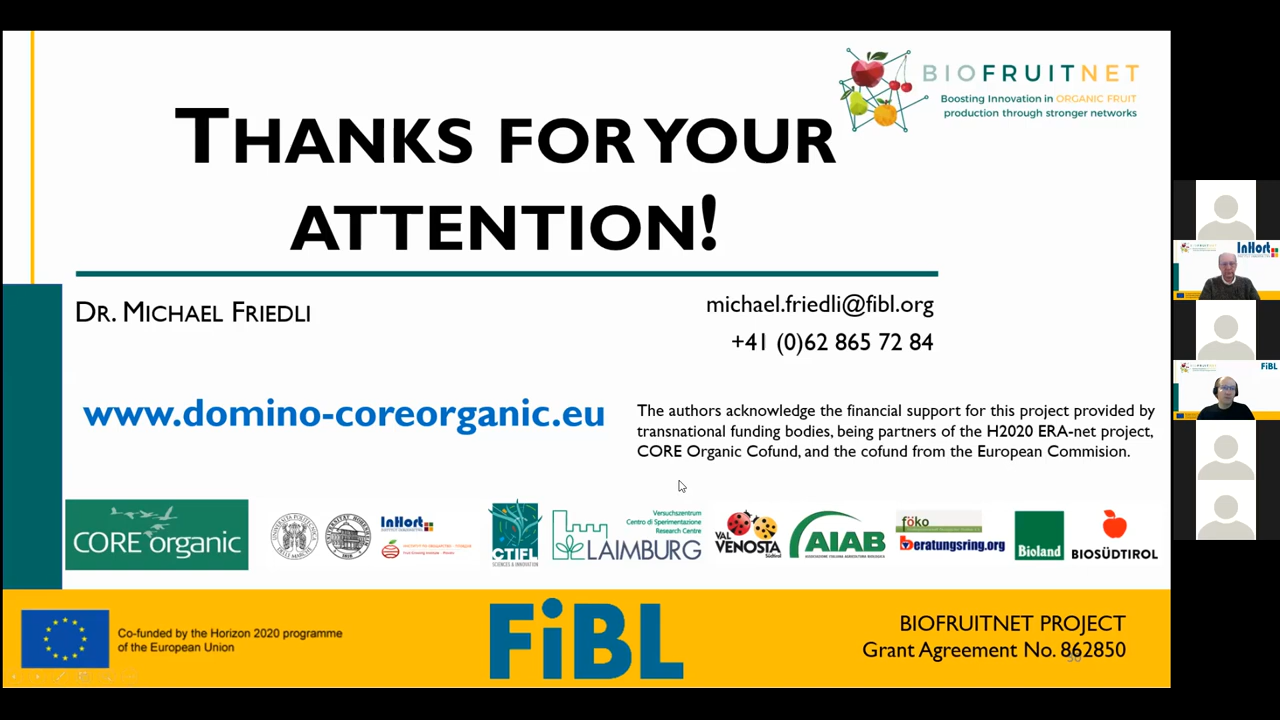 BIOFRUITNET
Boosting Innovation in ORGANIC FRUIT
production through stronger networks
THANKS FOR YOUR
ATTENTION!
DR. MICHAEL FRIEDLI
michael.friedli@fibl.org
+41 (0)62 865 72 84
www.domino-coreorganic.eu
The authors acknowledge the financial support for this project provided by
transnational funding bodies, being partners of the H2020 ERA-net project,
CORE Organic Cofund, and the cofund from the European Commision.
CORE organic
InHort
CTIFL
SCIENCES & INNOVATION
Versuchszentrum
Centro di Sperimentazione
Research Centre
LAIMBURG
VAL
VENOSTA
Südtirol
AIAB
föko
beratungsring.org
Bioland
BIOSÜDTIROL
Co-funded by the Horizon 2020 programme
of the European Union
FiBL
BIOFRUITNET PROJECT
Grant Agreement No. 862850
InHort
FiBL